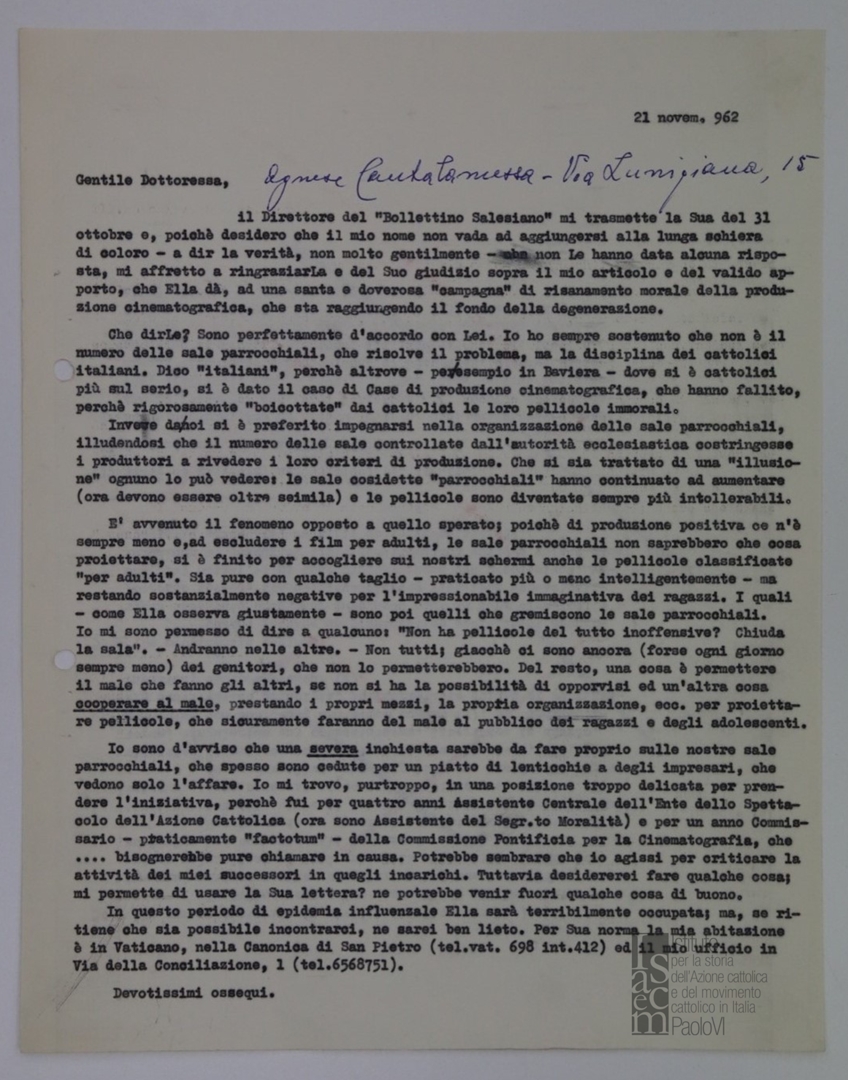 21 novem. 962
Gentile Dottoressa, Agnese Cantalamessa - Via Lunigiana, 15
il Direttore del "Bollettino Salesiano" mi trasmette la Sua del 31
ottobre e, poichè desidero che il mio nome non vada ad aggiungersi alla lunga schiera
di coloro - a dir la verità, non molto gentilmente - che non Le hanno data alcuna rispo-
sta, mi affretto a ringraziarLa e del Suo giudizio sopra il mio articolo e del valido ap-
porto, che Ella dà, ad una santa e doverosa "campagna" di risanamento morale della produ-
zione cinematografica, che sta raggiungendo il fondo della degenerazione.
Che dirLe? Sono perfettamente d'accordo con Lei. Io ho sempre sostenuto che non è il
numero delle sale parrocchiali, che risolve il problema, ma la disciplina dei cattolici
italiani. Dico "italiani", perchè altrove - per esempio in Baviera - dove si è cattolici
più sul serio, si è dato il caso di Case di produzione cinematografica, che hanno fallito,
perchè rigorosamente "boicottate" dai cattolici le loro pellicole immorali.
Invece da noi si è preferito impegnarsi nella organizzazione delle sale parrocchiali,
illudendosi che il numero delle sale controllate dall'autorità ecclesiastica costringesse
i produttori a rivedere i loro criteri di produzione. Che si sia trattato di una "illusio-
ne" ognuno lo può vedere: le sale cosidette "parrocchiali" hanno continuato ad aumentare
(ora devono essere oltre seimila) e le pellicole sono diventate sempre più intollerabili.
E' avvenuto il fenomeno opposto a quello sperato; poichè di produzione positiva ce n'è
sempre meno e,ad escludere i film per adulti, le sale parrocchiali non saprebbero che cosa
proiettare, si è finito per accogliere sui nostri schermi anche le pellicole classificate
"per adulti". Sia pure con qualche taglio - praticato più o meno intelligentemente - ma
restando sostanzialmente negative per l'impressionabile immaginativa dei ragazzi. I quali
- come Ella osserva giustamente - sono poi quelli che gremiscono le sale parrocchiali.
Io mi sono permesso di dire a qualcuno: "Non ha pellicole del tutto inoffensive? Chiuda
la sala". - Andranno nelle altre. - Non tutti; giacchè ci sono ancora (forse ogni giorno
sempre meno) dei genitori, che non lo permetterebbero. Del resto, una cosa è permettere
il male che fanno gli altri, se non si ha la possibilità di opporvisi ed un'altra cosa
cooperare al male, prestando i propri mezzi, la propria organizzazione, ecc. per proietta-
re pellicole, che sicuramente faranno del male al pubblico dei ragazzi e degli adolescenti.
Io sono d'avviso che una severa inchiesta sarebbe da fare proprio sulle nostre sale
parrocchiali, che spesso sono cedute per un piatto di lenticchie a degli impresari, che
vedono solo l'affare. Io mi trovo, purtroppo, in una posizione troppo delicata per pren-
dere l'iniziativa, perchè fui per quattro anni Assistente Centrale dell'Ente dello Spetta-
colo dell'Azione Cattolica (ora sono Assistente del Segr.to Moralità) e per un anno Commis-
sario - praticamente "factotum" - della Commissione Pontificia per la Cinematografia, che
.... bisognerebbe pure chiamare in causa. Potrebbe sembrare che io agissi per criticare la
attività dei miei successori in quegli incarichi. Tuttavia desidererei fare qualche cosa;
mi permette di usare la Sua lettera? ne potrebbe venir fuori qualche cosa di buono.
In questo periodo di epidemia influenzale Ella sarà terribilmente occupata; ma, se ri-
tiene che sia possibile incontrarci, ne sarei ben lieto. Per Sua norma la mia abitazione
è in Vaticano, nella Canonica di San Pietro (tel.vat. 698 int.412) ed il mio ufficio in
Via della Conciliazione, 1 (tel.6568751).
Devotissimi ossequi.
isacem
Istituto
per la storia
dell'Azione cattolica
e del movimento
cattolico in Italia
PaoloVI